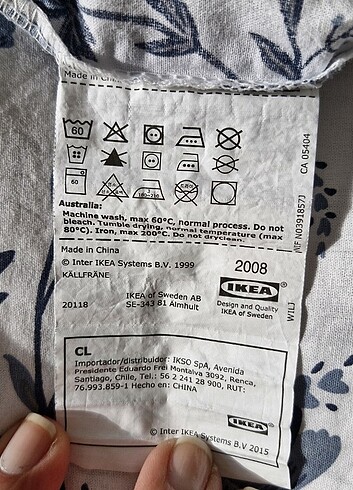 Made in China
60
60
Australia:
Machine wash, max 60°C, normal process. Do not
bleach. Tumble drying, normal temperature (max
80°C). Iron, max 200°C. Do not dryclean.
Made in China
© Inter IKEA Systems B.V. 1999
KÄLLFRÄNE
20118
IKEA of Sweden AB
SE-343 81 Älmhult
2008
IKEA®
Design and Quality
IKEA of Sweden
CA 05404
N0391857J
CL
Importador/distribuidor: IKSO SpA, Avenida
Presidente Eduardo Frei Montalva 3092, Renca,
Santiago, Chile, Tel.: 56 2 241 28 900, RUT:
76.993.859-1 Hecho en: CHINA
IKEA
© Inter IKEA Systems B.V 2015